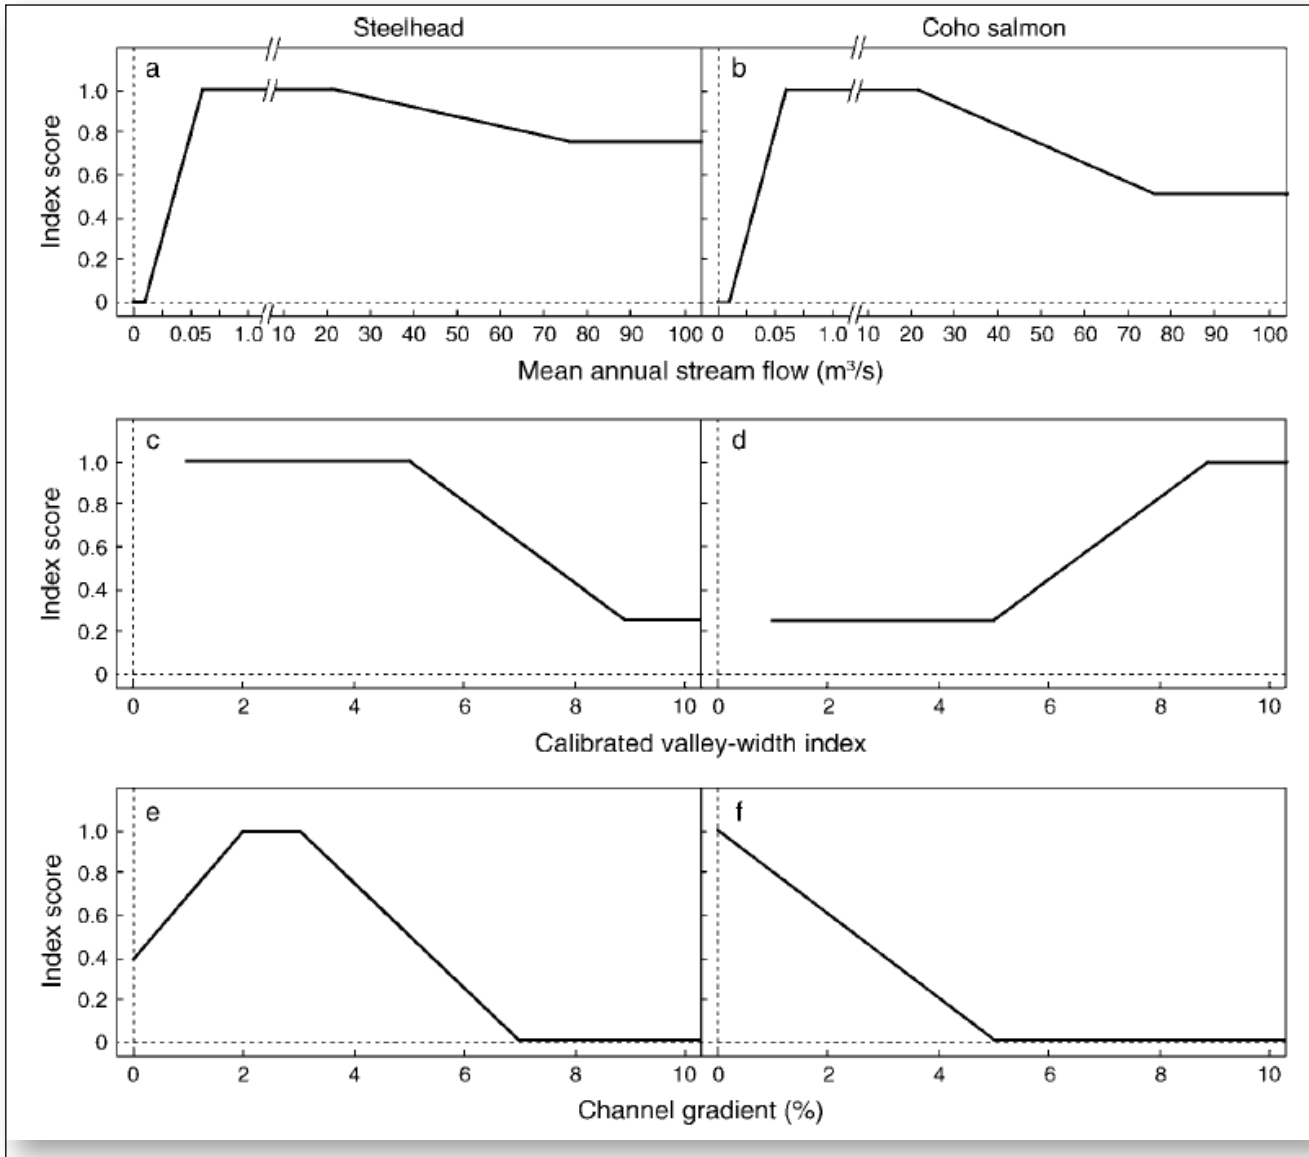 Steelhead Coho salmon
a b
Index score
1.0
0.8
0.6
0.4
0.2
0
0 0.05 1.0 10 20 30 40 50 60 70 80 90 100 0 0.05 1.0 10 20 30 40 50 60 70 80 90 100
Mean annual stream flow (m³/s)
c d
Index score
1.0
0.8
0.6
0.4
0.2
0
0 2 4 6 8 10 0 2 4 6 8 10
Calibrated valley-width index
e f
Index score
1.0
0.8
0.6
0.4
0.2
0
0 2 4 6 8 10 0 2 4 6 8 10
Channel gradient (%)